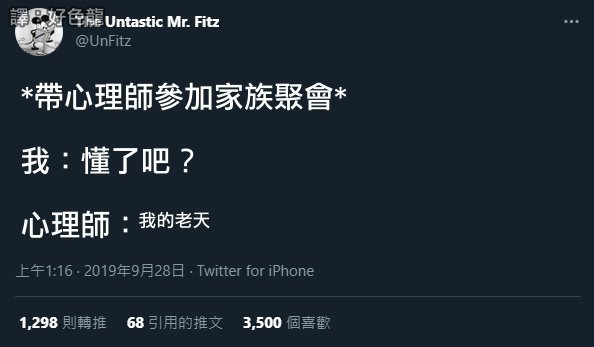 譯：好色龍
The Untastic Mr. Fitz
@UnFitz
*帶心理師參加家族聚會*
我：懂了吧？
心理師：我的老天
上午1:16 · 2019年9月28日 · Twitter for iPhone
1,298 則轉推 68 引用的推文 3,500 個喜歡